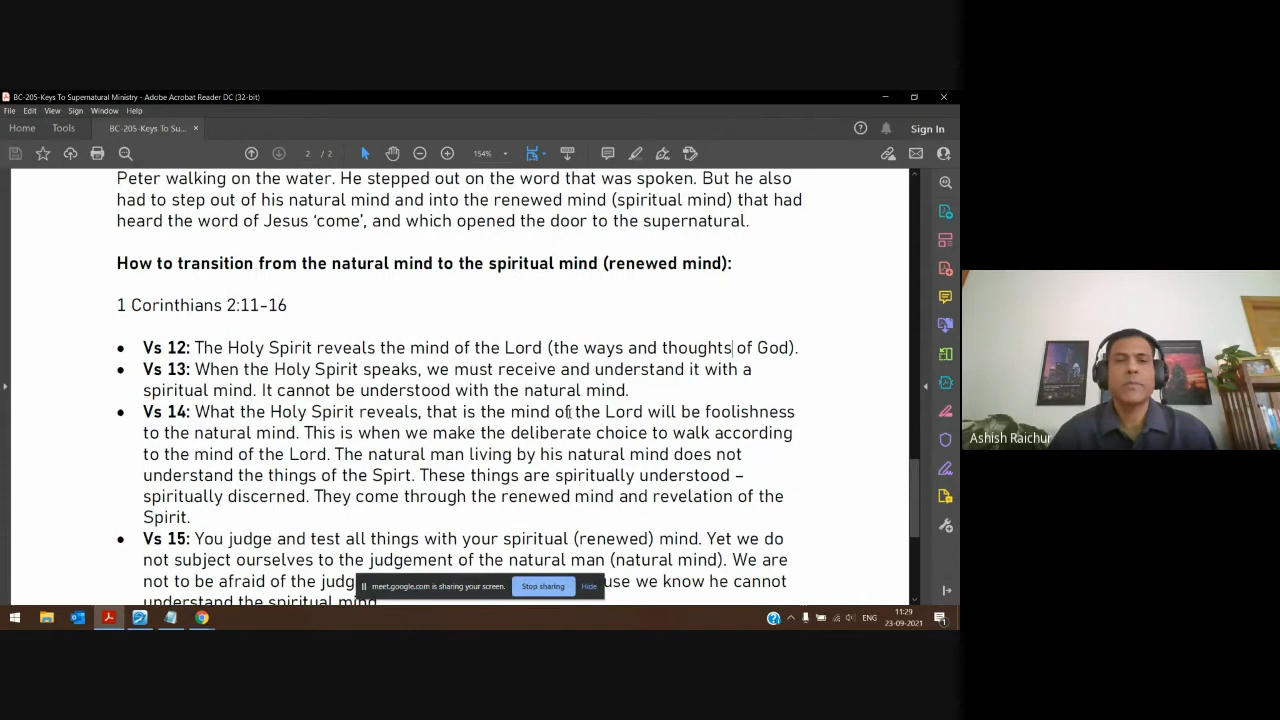 BC-205-Keys To Supernatural Ministry - Adobe Acrobat Reader DC (32-bit)
File Edit View Sign Window Help
Home Tools BC-205-Keys To Su... × Sign In
2 / 2 154%
Peter walking on the water. He stepped out on the word that was spoken. But he also
had to step out of his natural mind and into the renewed mind (spiritual mind) that had
heard the word of Jesus ‘come’, and which opened the door to the supernatural.
How to transition from the natural mind to the spiritual mind (renewed mind):
1 Corinthians 2:11-16
• Vs 12: The Holy Spirit reveals the mind of the Lord (the ways and thoughts of God).
• Vs 13: When the Holy Spirit speaks, we must receive and understand it with a
spiritual mind. It cannot be understood with the natural mind.
• Vs 14: What the Holy Spirit reveals, that is the mind of the Lord will be foolishness
to the natural mind. This is when we make the deliberate choice to walk according
to the mind of the Lord. The natural man living by his natural mind does not
understand the things of the Spirt. These things are spiritually understood –
spiritually discerned. They come through the renewed mind and revelation of the
Spirit.
• Vs 15: You judge and test all things with your spiritual (renewed) mind. Yet we do
not subject ourselves to the judgement of the natural man (natural mind). We are
not to be afraid of the judg use we know he cannot
understand the spiritual mind
meet.google.com is sharing your screen. Stop sharing Hide
Ashish Raichur
ENG
11:29
23-09-2021